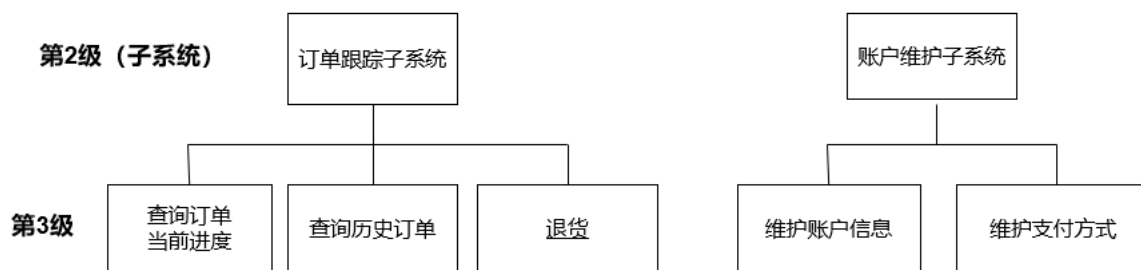 第2级（子系统）
订单跟踪子系统
账户维护子系统
第3级
查询订单
当前进度
查询历史订单
退货
维护账户信息
维护支付方式